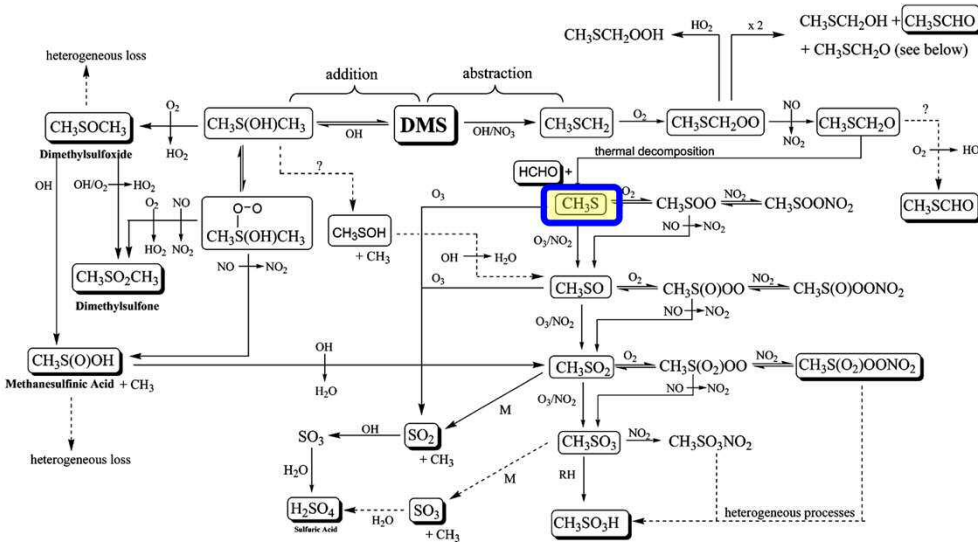 CH3SCH2OH + CH3SCHO
CH3SCH2OOH
HO2
x 2
+ CH3SCH2O (see below)
heterogeneous loss
addition
abstraction
O2
NO
?
CH3SOCH3
CH3S(OH)CH3
OH
DMS
OH/NO3
CH3SCH2
O2
CH3SCH2OO
NO2
CH3SCH2O
O2
HO
Dimethylsulfoxide
HO2
thermal decomposition
?
HCHO +
OH
OH/O2
HO2
O2
NO
O-O
CH3S(OH)CH3
O3
CH3S
O2
CH3SOO
NO2
CH3SOONO2
CH3SCHO
CH3SOH
+ CH3
O3/NO2
NO
NO2
HO2
NO2
OH
H2O
CH3SO2CH3
Dimethylsulfone
NO
NO2
O3
CH3SO
O2
CH3S(O)OO
NO2
CH3S(O)OONO2
O3/NO2
NO
NO2
CH3S(O)OH
Methanesulfinic Acid + CH3
OH
H2O
CH3SO2
O2
CH3S(O2)OO
NO2
CH3S(O2)OONO2
O3/NO2
NO
NO2
M
SO3
OH
SO2
+ CH3
CH3SO3
NO2
CH3SO3NO2
heterogeneous loss
H2O
M
RH
H2SO4
Sulfuric Acid
H2O
SO3
+ CH3
CH3SO3H
heterogeneous processes